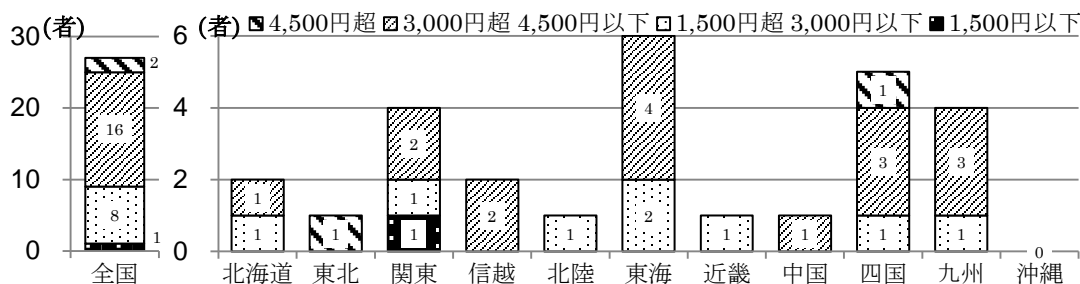 (者) (者) 4,500円超 3,000円超 4,500円以下 1,500円超 3,000円以下 1,500円以下
30 6
2
4
16 2 4 1
20 4
1 1 3 3
10 2
8 1 1 1 2 1 2 1 1 1 1 1
1
0 0 0
全国 北海道 東北 関東 信越 北陸 東海 近畿 中国 四国 九州 沖縄